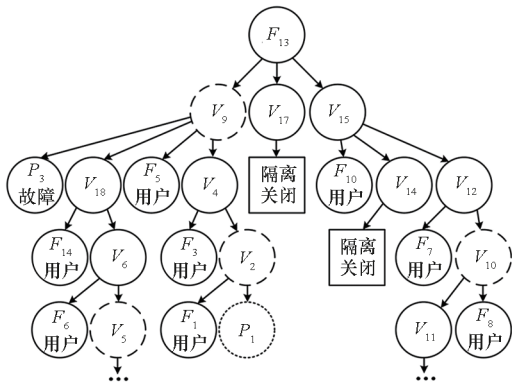 F₁₃
V₉
V₁₇
V₁₅
P₃
故障
V₁₈
F₅
用户
V₄
隔离
关闭
F₁₀
用户
V₁₄
V₁₂
F₁₄
用户
V₆
F₃
用户
V₂
隔离
关闭
F₇
用户
V₁₀
F₆
用户
V₅
F₁
用户
P₁
V₁₁
F₈
用户
•••
•••